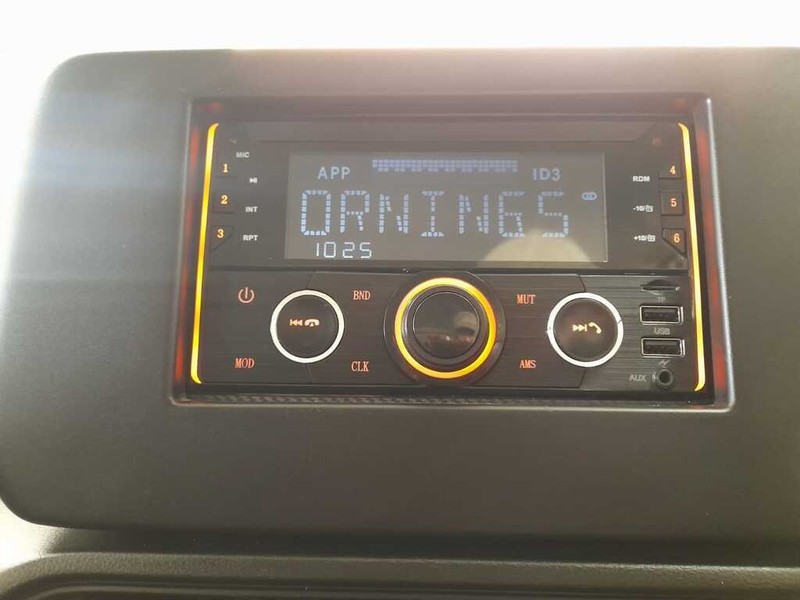 MIC
1
2
INT
3
RPT
APP
ID3
ORNINGS
1025
RDM
4
-10/
5
+10/
6
BND
MUT
MOD
CLK
AMS
TF
USB
AUX